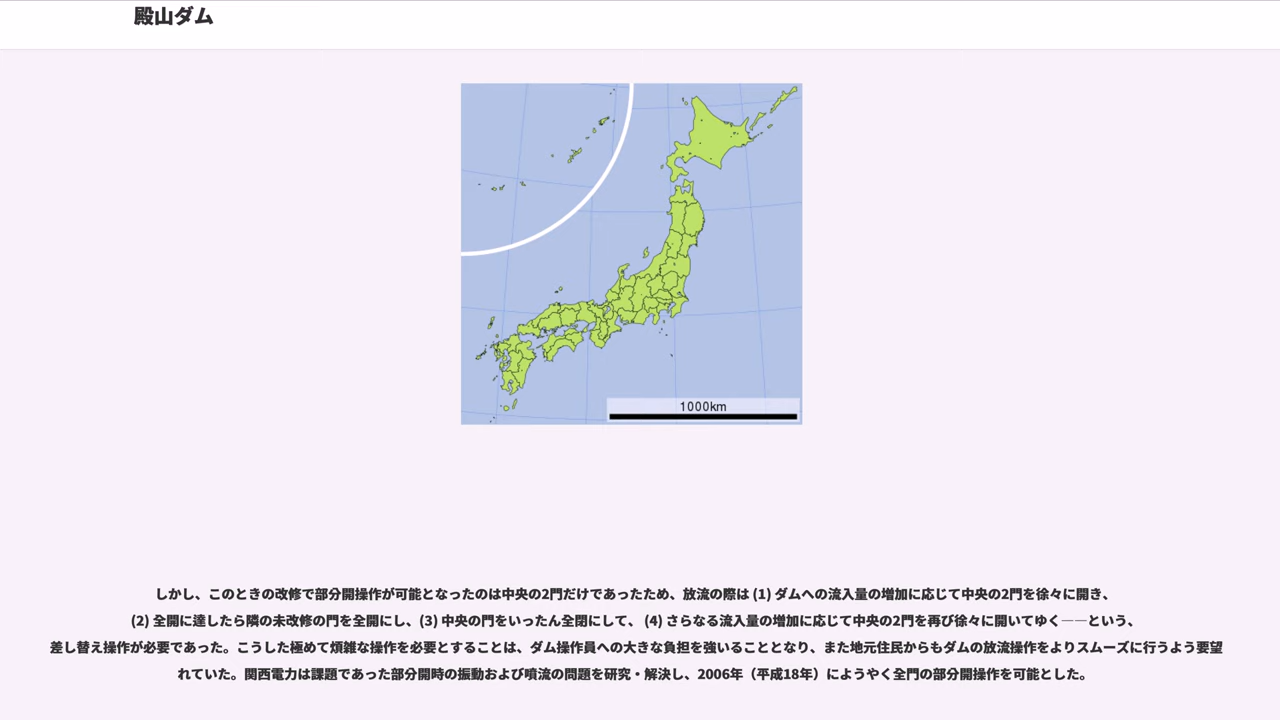 殿山ダム
1000km
しかし、このときの改修で部分開操作が可能となったのは中央の2門だけであったため、放流の際は (1) ダムへの流入量の増加に応じて中央の2門を徐々に開き、
(2) 全開に達したら隣の未改修の門を全開にし、(3) 中央の門をいったん全閉にして、 (4) さらなる流入量の増加に応じて中央の2門を再び徐々に開いてゆく――という、
差し替え操作が必要であった。こうした極めて煩雑な操作を必要とすることは、ダム操作員への大きな負担を強いることとなり、また地元住民からもダムの放流操作をよりスムーズに行うよう要望
れていた。関西電力は課題であった部分開時の振動および噴流の問題を研究・解決し、2006年（平成18年）にようやく全門の部分開操作を可能とした。